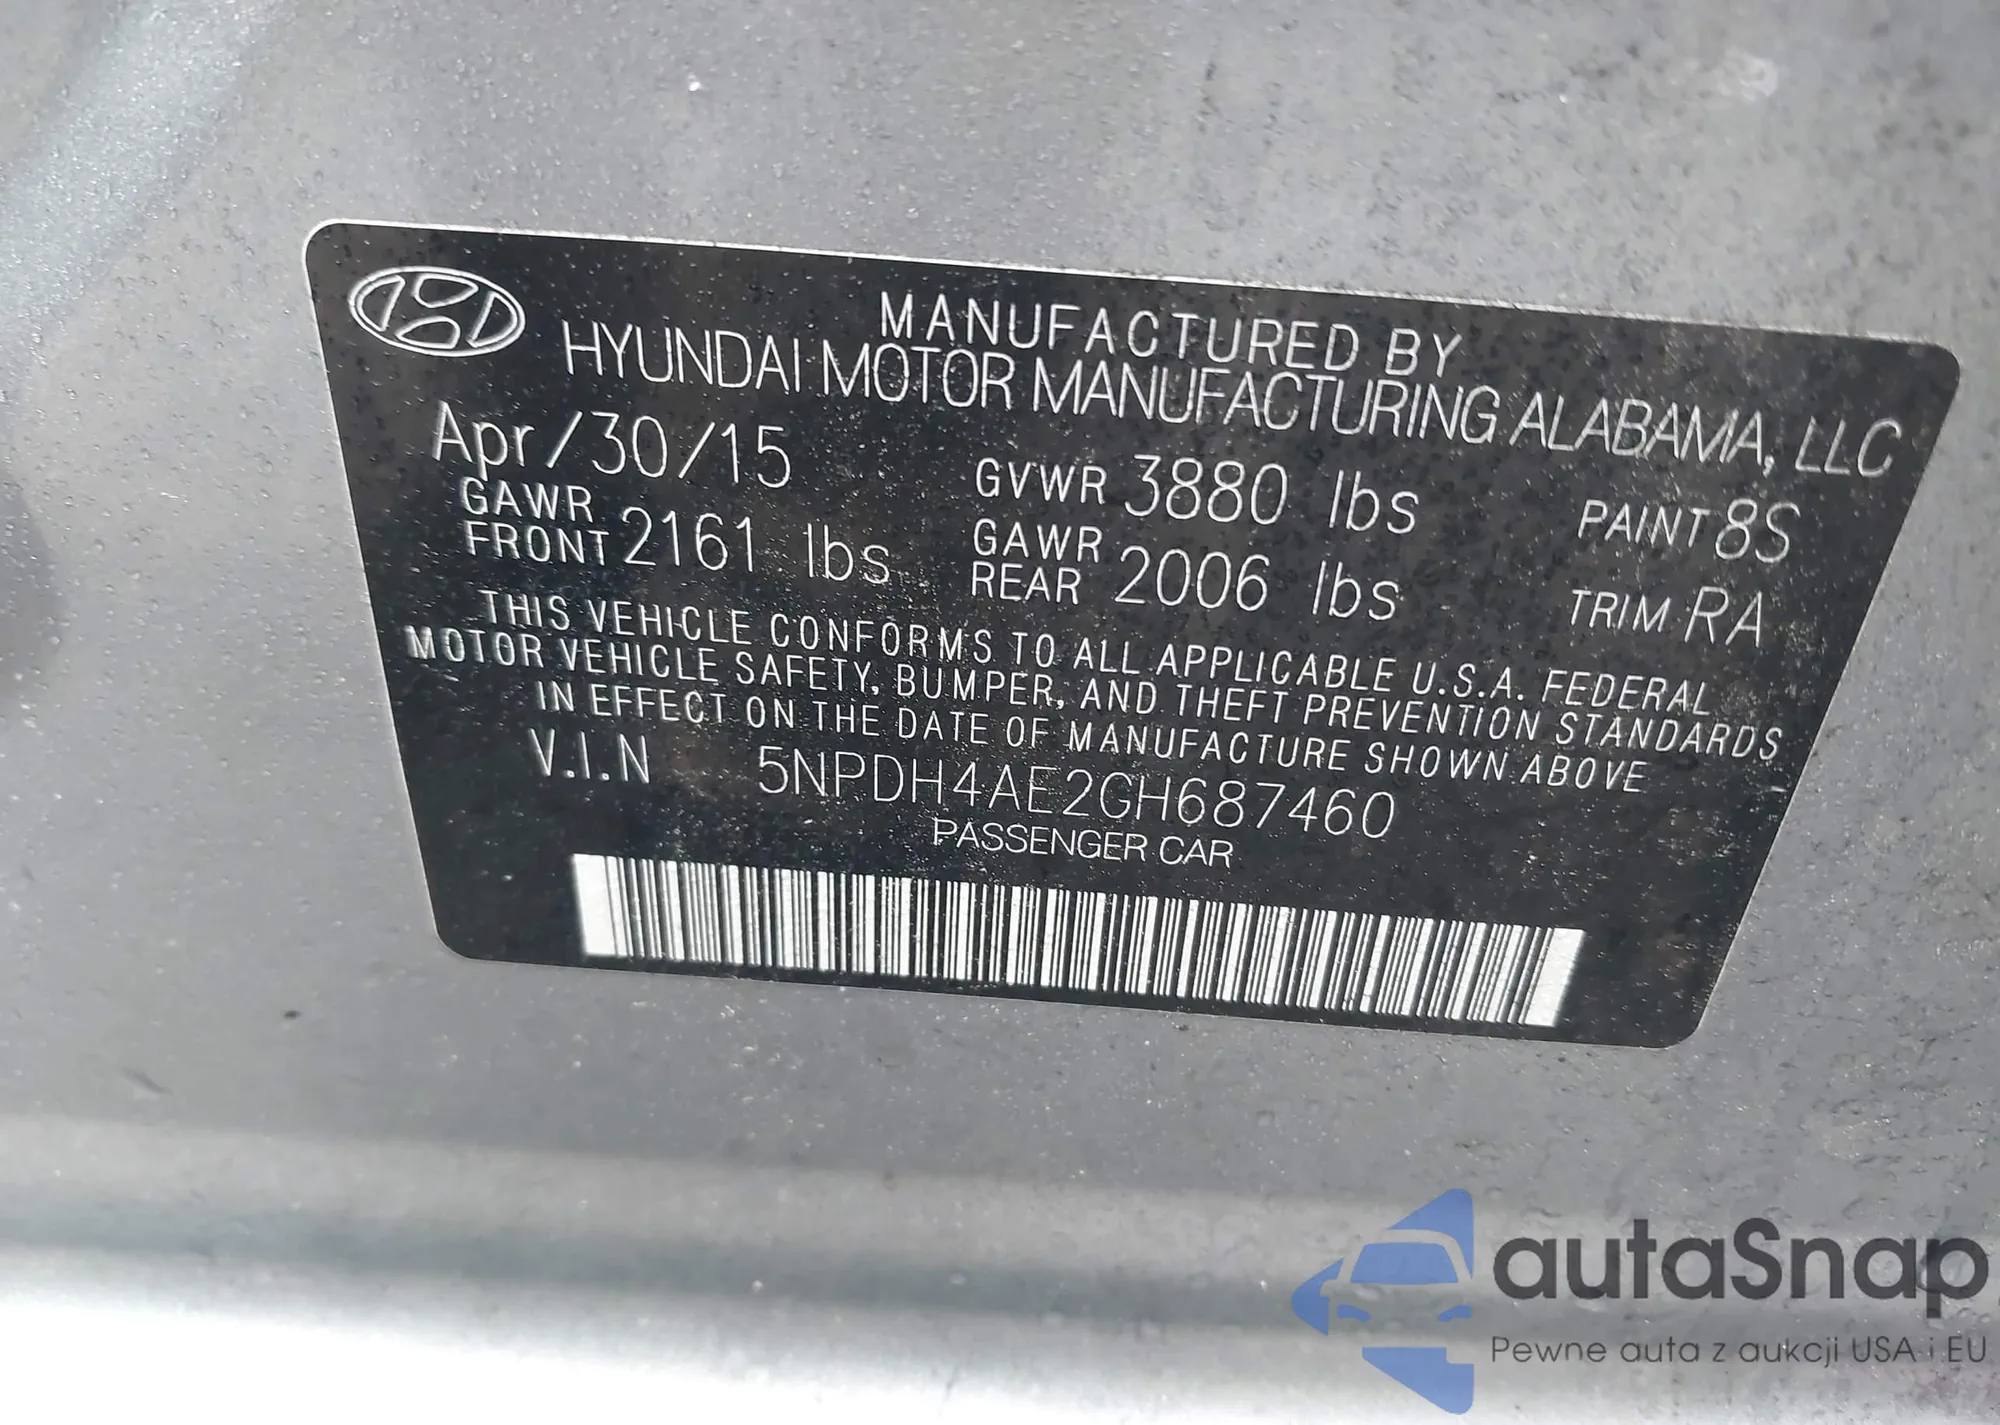 MANUFACTURED BY
HYUNDAI MOTOR MANUFACTURING ALABAMA, LLC
Apr/30/15 GVWR 3880 lbs PAINT 8S
GAWR FRONT 2161 lbs GAWR REAR 2006 lbs TRIM RA
THIS VEHICLE CONFORMS TO ALL APPLICABLE U.S.A. FEDERAL
MOTOR VEHICLE SAFETY, BUMPER, AND THEFT PREVENTION STANDARDS
IN EFFECT ON THE DATE OF MANUFACTURE SHOWN ABOVE
V.I.N 5NPDH4AE2GH687460
PASSENGER CAR
autaSnap
Pewne auta z aukcji USA i EU